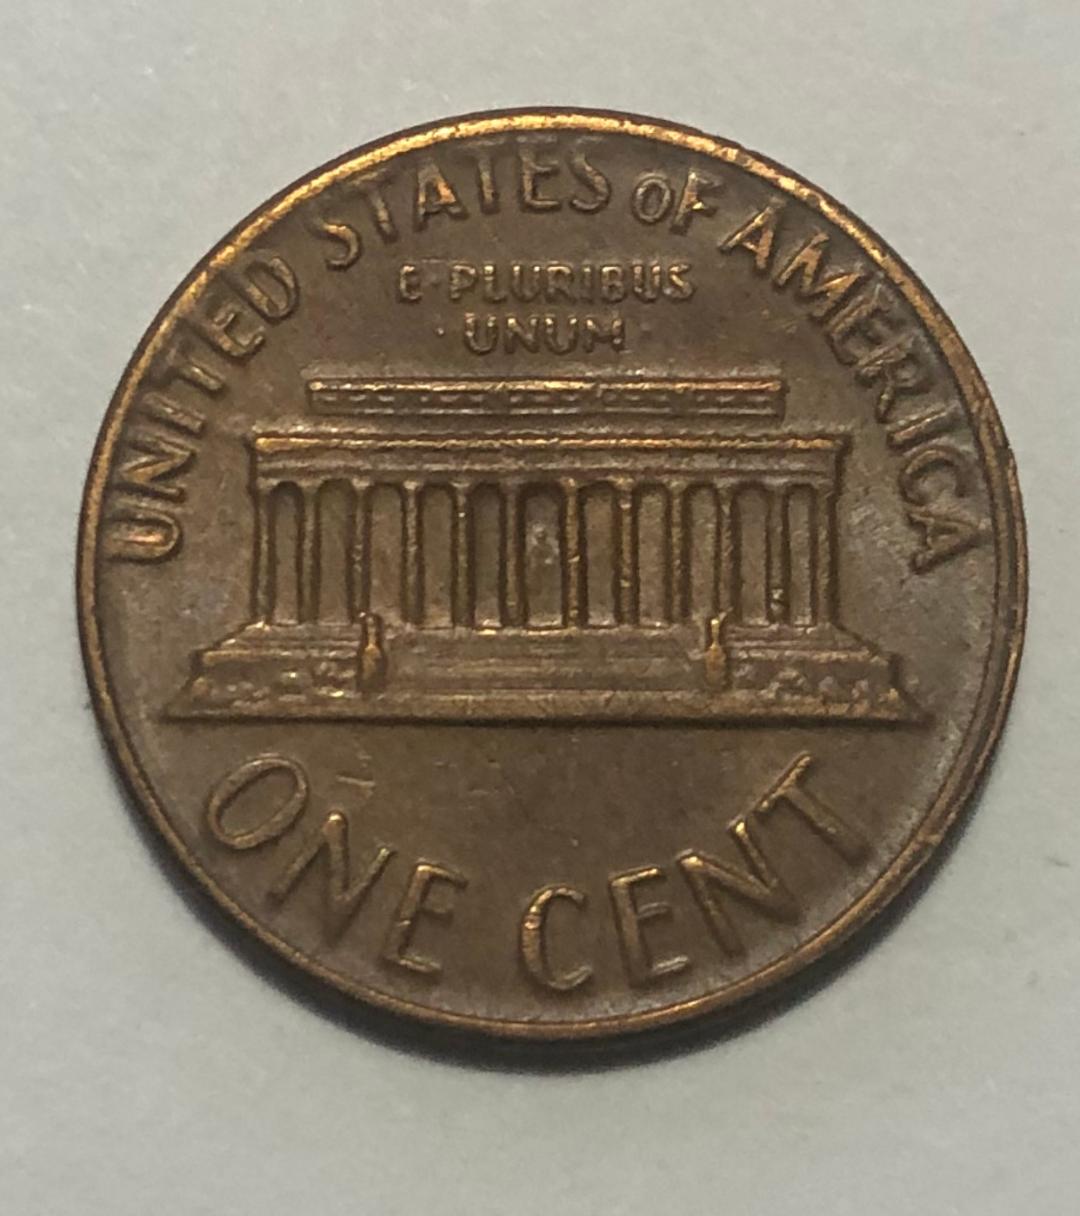 UNITED STATES OF AMERICA
E·PLURIBUS
·UNUM·
ONE CENT